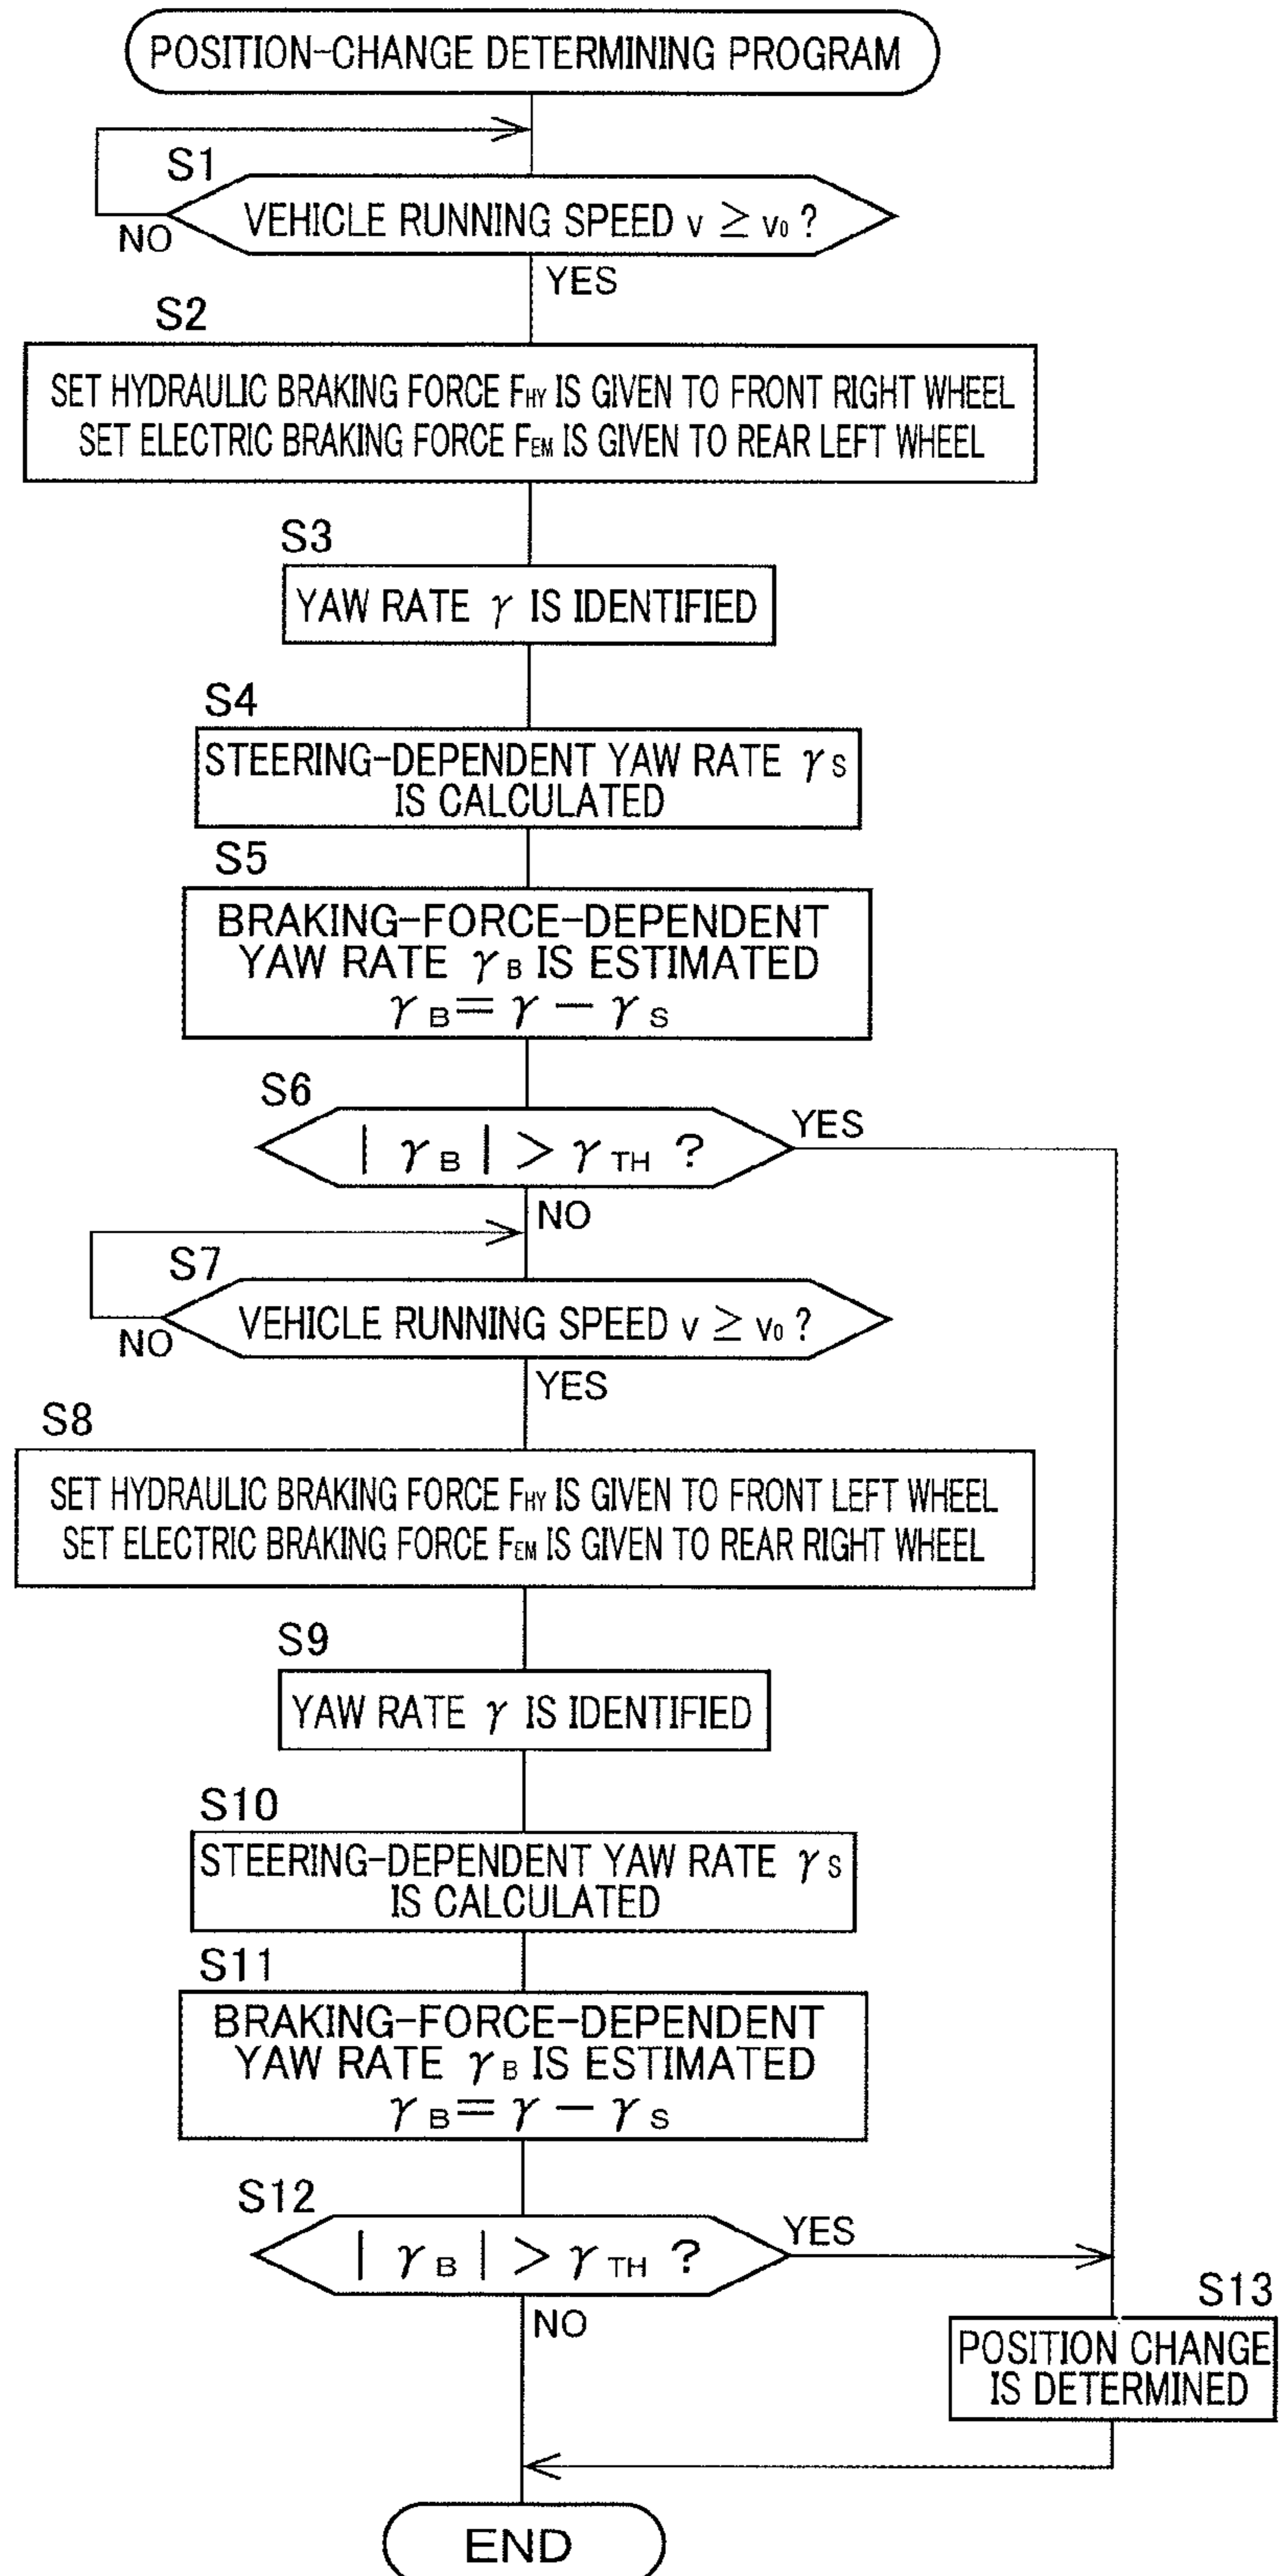 POSITION-CHANGE DETERMINING PROGRAM
S1
VEHICLE RUNNING SPEED v ≥ v₀ ?
NO
YES
S2
SET HYDRAULIC BRAKING FORCE FHY IS GIVEN TO FRONT RIGHT WHEEL
SET ELECTRIC BRAKING FORCE FEM IS GIVEN TO REAR LEFT WHEEL
S3
YAW RATE γ IS IDENTIFIED
S4
STEERING-DEPENDENT YAW RATE γS
IS CALCULATED
S5
BRAKING-FORCE-DEPENDENT
YAW RATE γB IS ESTIMATED
γB = γ − γS
S6
| γB | > γTH ?
YES
NO
S7
VEHICLE RUNNING SPEED v ≥ v₀ ?
NO
YES
S8
SET HYDRAULIC BRAKING FORCE FHY IS GIVEN TO FRONT LEFT WHEEL
SET ELECTRIC BRAKING FORCE FEM IS GIVEN TO REAR RIGHT WHEEL
S9
YAW RATE γ IS IDENTIFIED
S10
STEERING-DEPENDENT YAW RATE γS
IS CALCULATED
S11
BRAKING-FORCE-DEPENDENT
YAW RATE γB IS ESTIMATED
γB = γ − γS
S12
| γB | > γTH ?
YES
NO
S13
POSITION CHANGE
IS DETERMINED
END